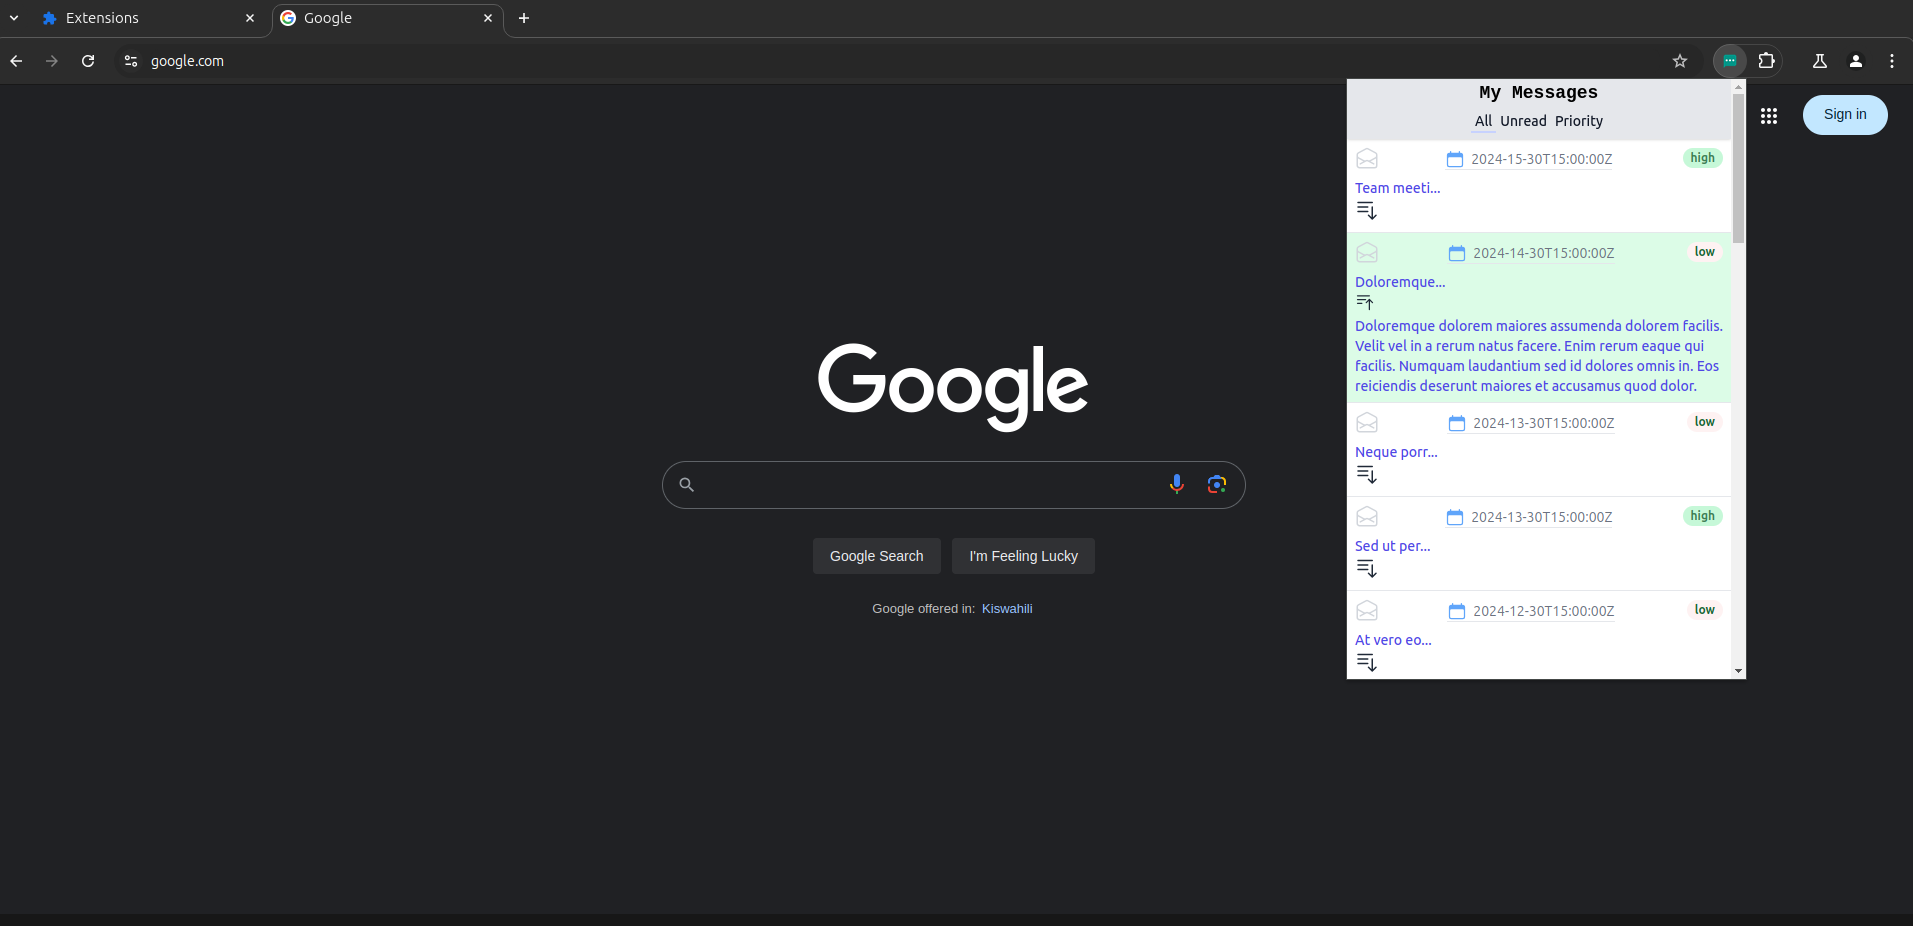 Extensions
Google
google.com
My Messages
All Unread Priority
Sign in
2024-15-30T15:00:00Z high
Team meeti...
2024-14-30T15:00:00Z low
Doloremque...
Doloremque dolorem maiores assumenda dolorem facilis.
Velit vel in a rerum natus facere. Enim rerum eaque qui
facilis. Numquam laudantium sed id dolores omnis in. Eos
reiciendis deserunt maiores et accusamus quod dolor.
2024-13-30T15:00:00Z low
Neque porr...
2024-13-30T15:00:00Z high
Sed ut per...
2024-12-30T15:00:00Z low
At vero eo...
Google
Google Search I'm Feeling Lucky
Google offered in: Kiswahili